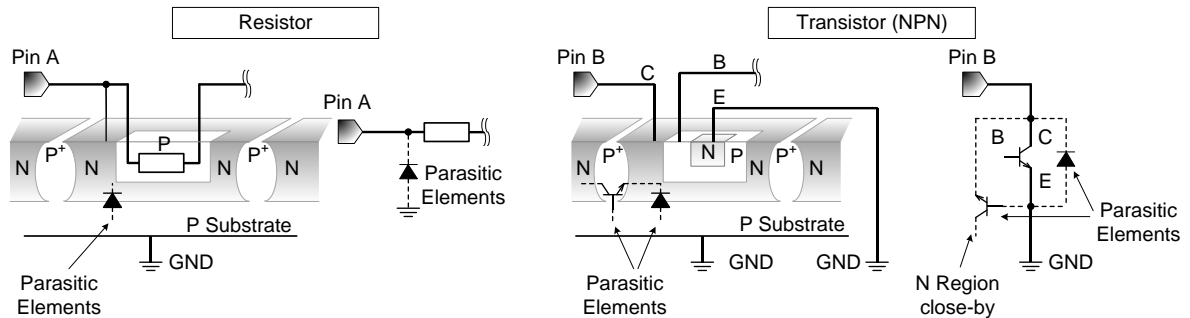 Resistor
Transistor (NPN)
Pin A
Pin B
C
B
E
Pin B
Pin A
N
P+
N
P
P+
N
N
Parasitic
Elements
N
P+
N
N
P
P+
N
B
C
E
P Substrate
GND
Parasitic
Elements
P Substrate
GND
GND
Parasitic
Elements
Parasitic
Elements
GND
N Region
close-by